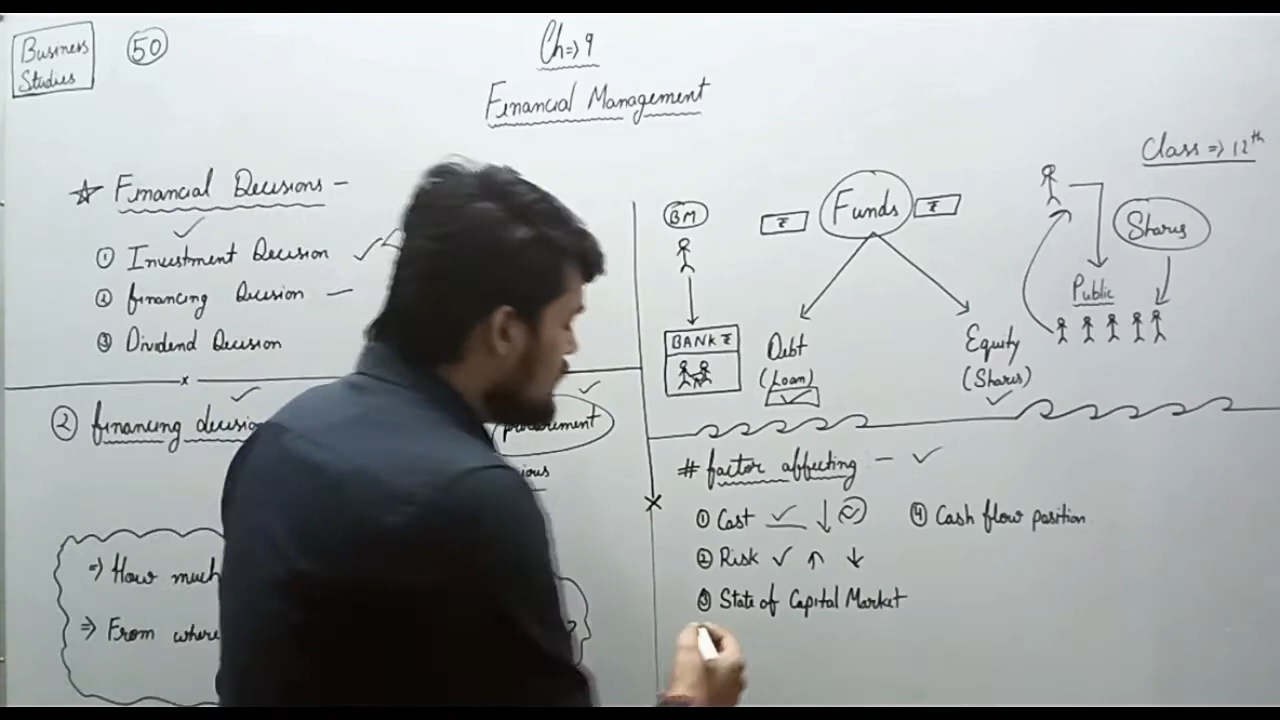 Business
Studies
50
Ch=> 9
Financial Management
Class => 12th
☆ Financial Decisions -
① Investment Decision
② financing Decision -
③ Dividend Decision
② financing decision
procurement
=> How much
=> From where
BM
BANK ₹
₹ Funds ₹
Debt
(Loan)
Equity
(Shares)
Shares
Public
# factor affecting -
① Cost
② Risk
③ State of Capital Market
④ Cash flow position